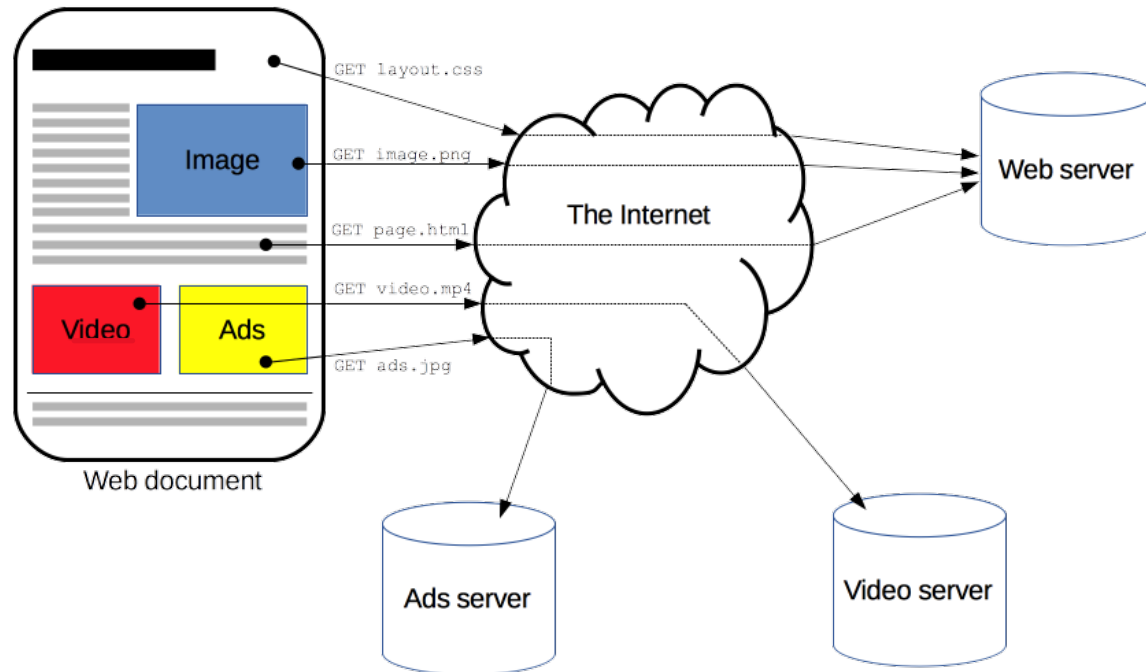 GET layout.css
Image
GET image.png
Web server
The Internet
GET page.html
GET video.mp4
Video
Ads
GET ads.jpg
Web document
Ads server
Video server